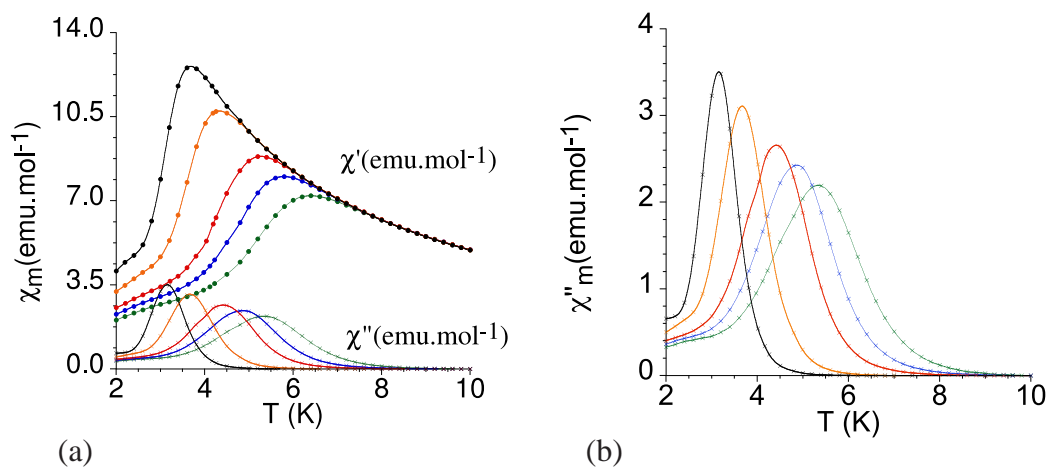 14.0
10.5
7.0
3.5
0.0
χm(emu.mol-1)
χ'(emu.mol-1)
χ"(emu.mol-1)
2 4 6 8 10
T (K)
(a)
4
3
2
1
0
χ"m(emu.mol-1)
2 4 6 8 10
T (K)
(b)